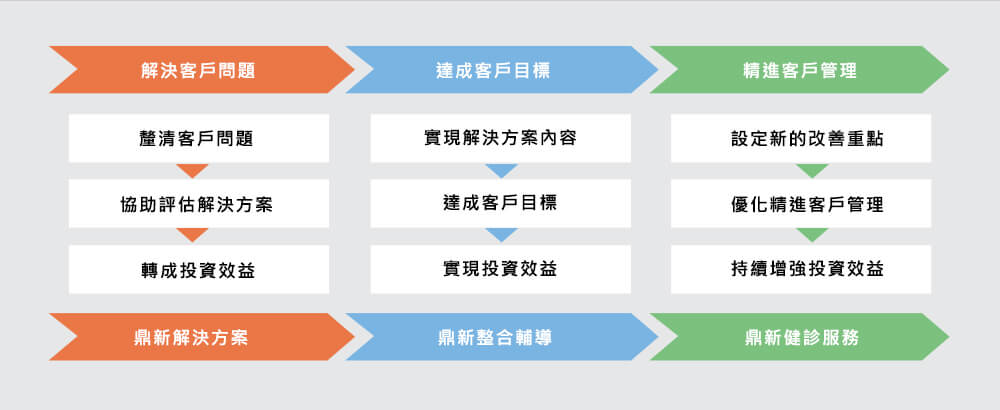 解決客戶問題
達成客戶目標
精進客戶管理
釐清客戶問題
實現解決方案內容
設定新的改善重點
協助評估解決方案
達成客戶目標
優化精進客戶管理
轉成投資效益
實現投資效益
持續增強投資效益
鼎新解決方案
鼎新整合輔導
鼎新健診服務